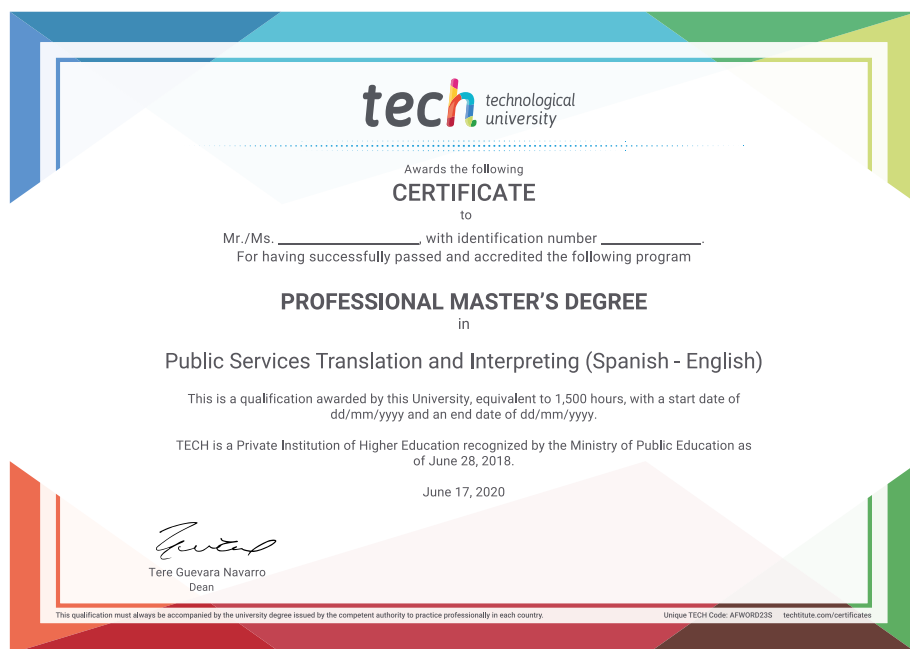 tech technological
university
Awards the following
CERTIFICATE
to
Mr./Ms. ____________________, with identification number ______________.
For having successfully passed and accredited the following program
PROFESSIONAL MASTER’S DEGREE
in
Public Services Translation and Interpreting (Spanish - English)
This is a qualification awarded by this University, equivalent to 1,500 hours, with a start date of
dd/mm/yyyy and an end date of dd/mm/yyyy.
TECH is a Private Institution of Higher Education recognized by the Ministry of Public Education as
of June 28, 2018.
June 17, 2020
Tere Guevara Navarro
Dean
This qualification must always be accompanied by the university degree issued by the competent authority to practice professionally in each country.
Unique TECH Code: AFWORD23S techtitute.com/certificates